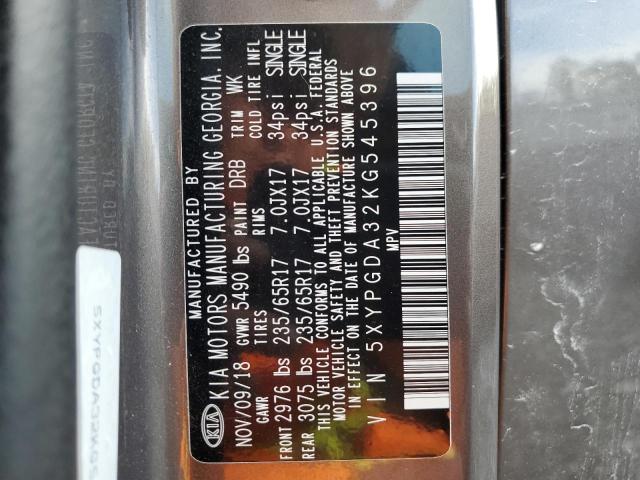 KIA
MANUFACTURED BY
KIA MOTORS MANUFACTURING GEORGIA. INC.
NOV/09/18 GVWR 5490 lbs PAINT DRB TRIM WK
GAWR TIRES RIMS COLD TIRE INFL
FRONT 2976 lbs 235/65R17 7.0JX17 34psi SINGLE
REAR 3075 lbs 235/65R17 7.0JX17 34psi SINGLE
THIS VEHICLE CONFORMS TO ALL APPLICABLE U.S.A. FEDERAL
MOTOR VEHICLE SAFETY AND THEFT PREVENTION STANDARDS
IN EFFECT ON THE DATE OF MANUFACTURE SHOWN ABOVE
VIN 5XYPGDA32KG545396
MPV
5XYPGDA32KG5